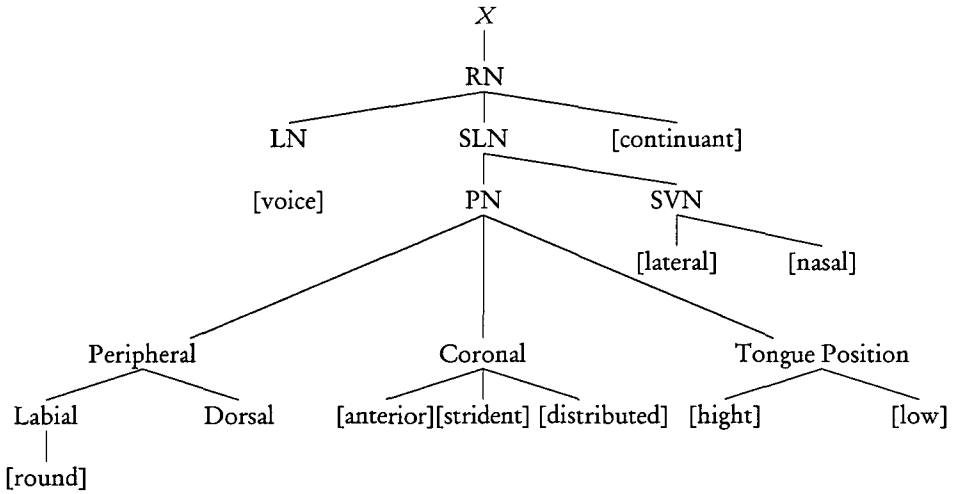 X
RN
LN SLN [continuant]
[voice] PN SVN
[lateral] [nasal]
Peripheral Coronal Tongue Position
Labial Dorsal [anterior][strident] [distributed] [hight] [low]
[round]